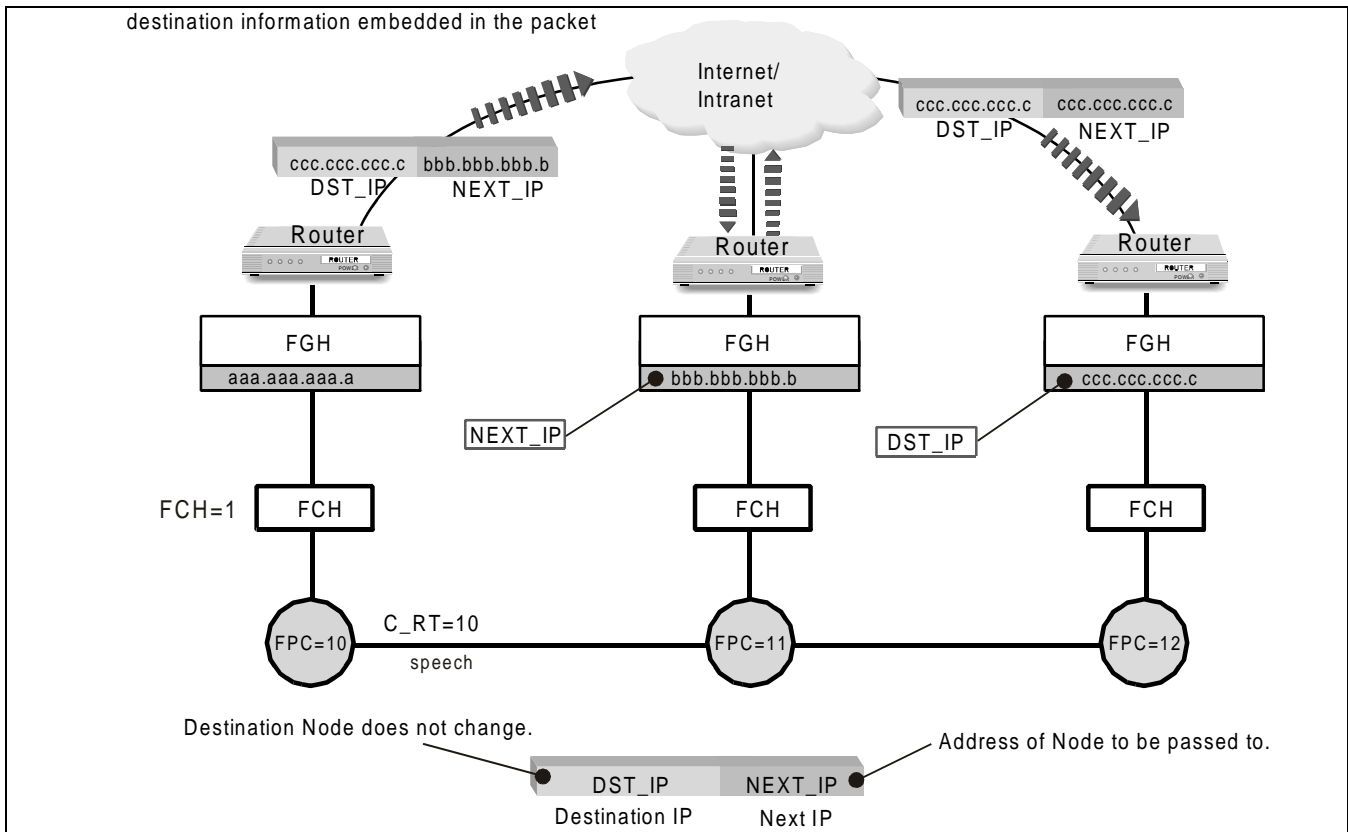 destination information embedded in the packet
Internet/
Intranet
ccc.ccc.ccc.c ccc.ccc.ccc.c
DST_IP NEXT_IP
ccc.ccc.ccc.c bbb.bbb.bbb.b
DST_IP NEXT_IP
Router
ROUTER
POWER
Router
ROUTER
POWER
Router
ROUTER
POWER
FGH
aaa.aaa.aaa.a
FGH
bbb.bbb.bbb.b
FGH
ccc.ccc.ccc.c
NEXT_IP
DST_IP
FCH=1
FCH
FCH
FCH
FPC=10
C_RT=10
speech
FPC=11
FPC=12
Destination Node does not change.
Address of Node to be passed to.
DST_IP NEXT_IP
Destination IP Next IP